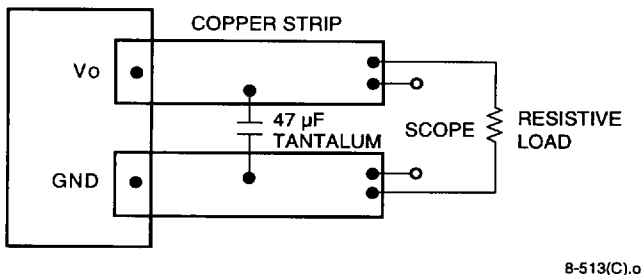 COPPER STRIP
Vo
47 µF
TANTALUM
SCOPE
RESISTIVE
LOAD
GND
8-513(C).o